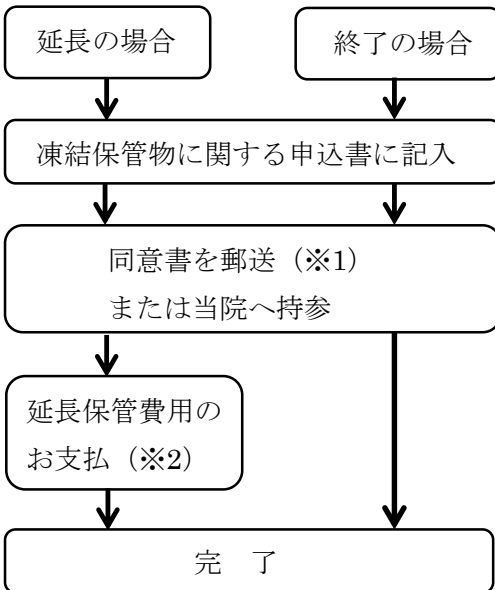 延長の場合
終了の場合
凍結保管物に関する申込書に記入
同意書を郵送（※1）
または当院へ持参
延長保管費用の
お支払（※2）
完　了